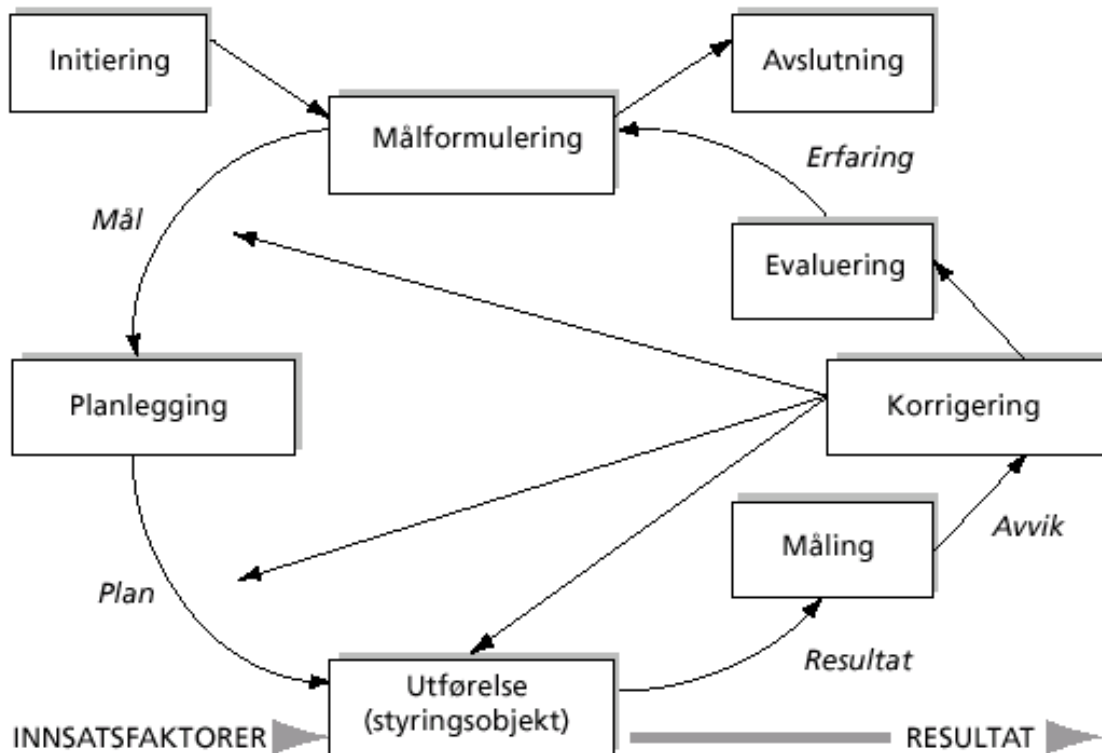 Initiering
Avslutning
Målformulering
Erfaring
Mål
Evaluering
Planlegging
Korrigering
Måling
Avvik
Plan
Resultat
Utførelse
(styringsobjekt)
INNSATSFAKTORER
RESULTAT